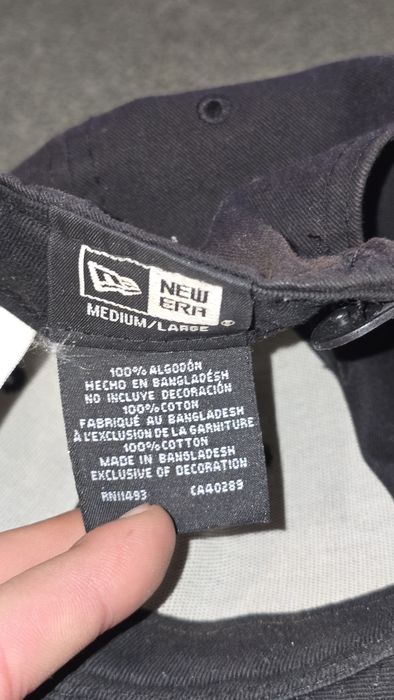 NEW
ERA
MEDIUM/LARGE
®
100% ALGODÓN
HECHO EN BANGLADÉSH
NO INCLUYE DECORACIÓN
100% COTON
FABRIQUÉ AU BANGLADESH
À L'EXCLUSION DE LA GARNITURE
100% COTTON
MADE IN BANGLADESH
EXCLUSIVE OF DECORATION
RN11493 CA40289